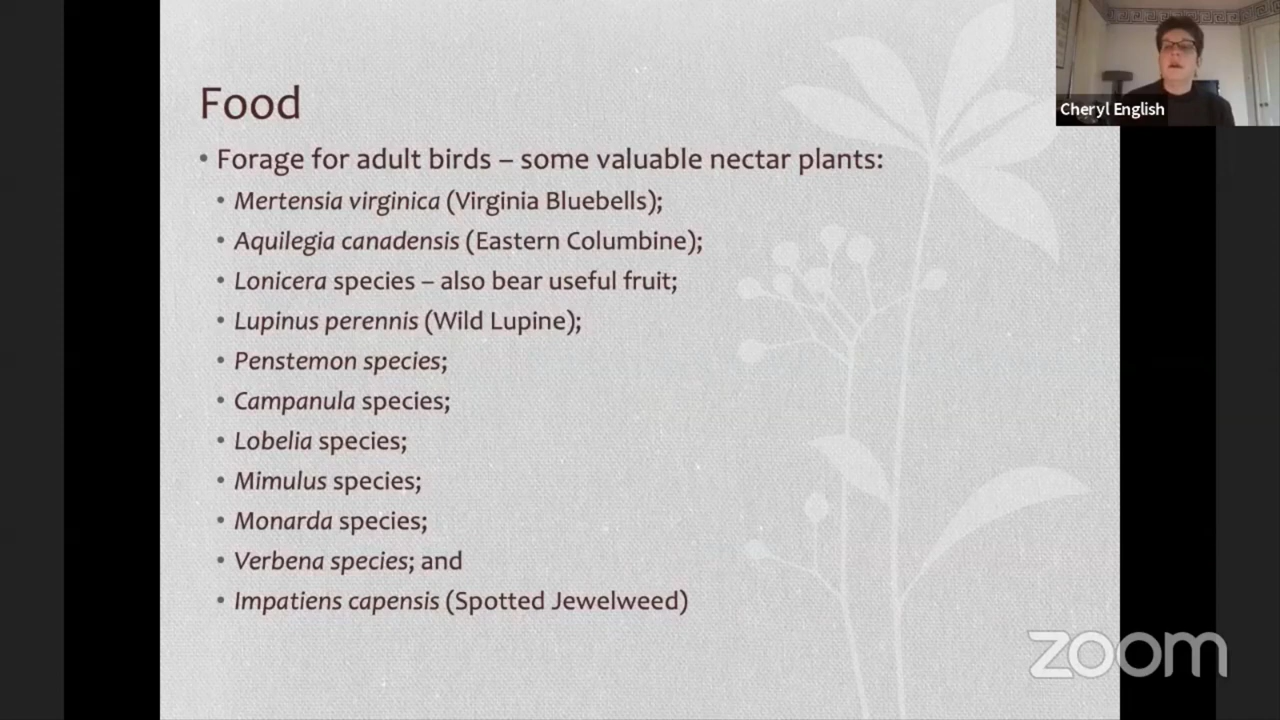 Food
• Forage for adult birds – some valuable nectar plants:
• Mertensia virginica (Virginia Bluebells);
• Aquilegia canadensis (Eastern Columbine);
• Lonicera species – also bear useful fruit;
• Lupinus perennis (Wild Lupine);
• Penstemon species;
• Campanula species;
• Lobelia species;
• Mimulus species;
• Monarda species;
• Verbena species; and
• Impatiens capensis (Spotted Jewelweed)
Cheryl English
zoom